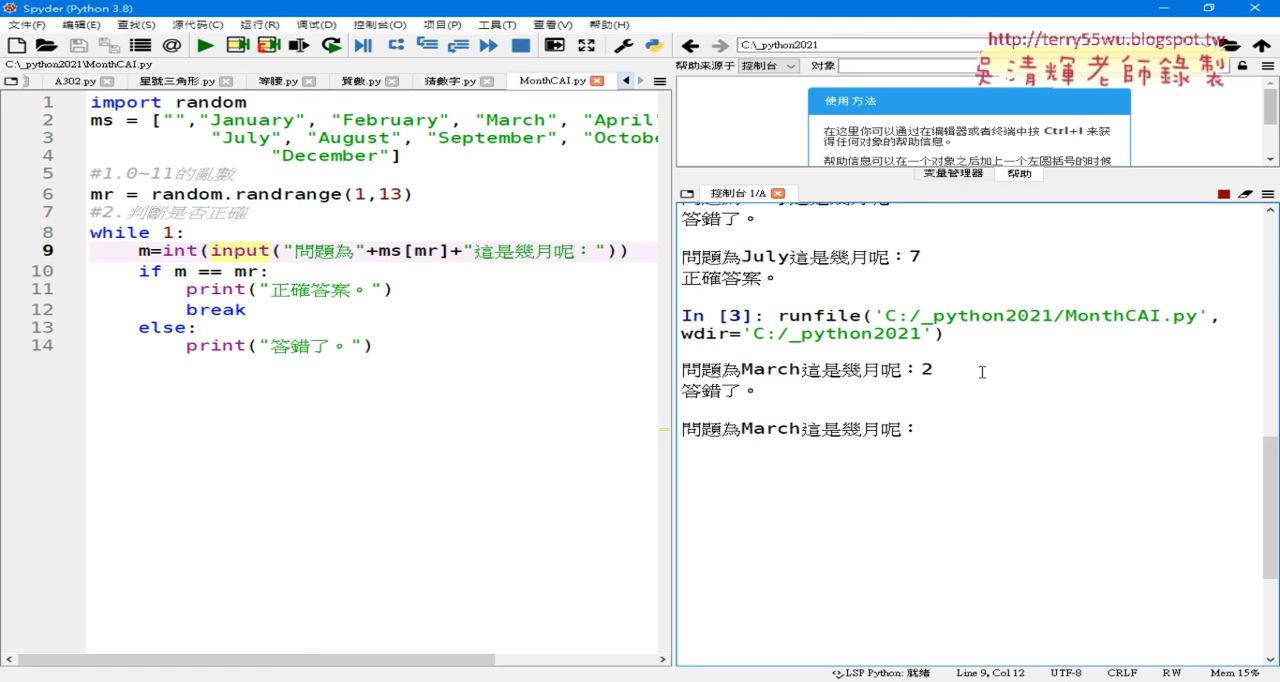 Spyder (Python 3.8)
文件(F) 编辑(E) 查找(S) 源代码(C) 运行(R) 调试(D) 控制台(O) 项目(P) 工具(T) 查看(V) 帮助(H)
C:\_python2021
http://terry55wu.blogspot.tw
吳清輝老師錄製
C:\_python2021\MonthCAI.py
帮助来源于 控制台 对象
A302.py 星號三角形.py 等腰.py 質數.py 猜數字.py MonthCAI.py
1 import random
2 ms = ["","January", "February", "March", "April"
3 "July", "August", "September", "Octobe
4 "December"]
5 #1.0~11的亂數
6 mr = random.randrange(1,13)
7 #2.判斷是否正確
8 while 1:
9 m=int(input("問題為"+ms[mr]+"這是幾月呢："))
10 if m == mr:
11 print("正確答案。")
12 break
13 else:
14 print("答錯了。")
使用方法
在这里你可以通过在编辑器或者终端中按 Ctrl+I 来获
得任何对象的帮助信息。
帮助信息可以在一个对象之后加上一个左圆括号的时候
变量管理器 帮助
控制台 1/A
答錯了。
問題為July這是幾月呢：7
正確答案。
In [3]: runfile('C:/_python2021/MonthCAI.py',
wdir='C:/_python2021')
問題為March這是幾月呢：2
答錯了。
問題為March這是幾月呢：
LSP Python: 就绪 Line 9, Col 12 UTF-8 CRLF RW Mem 15%